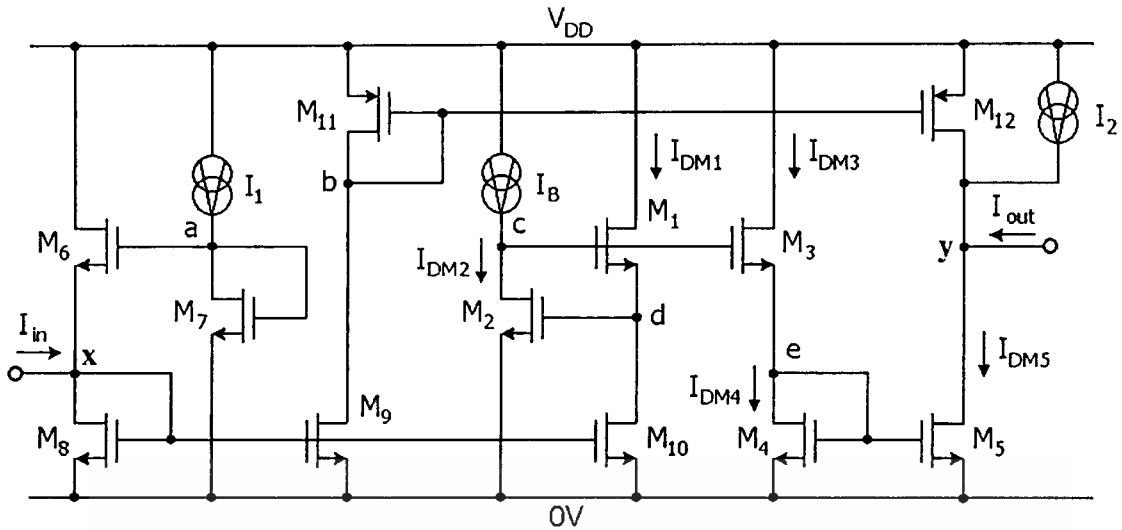 V_DD
M_11
M_12
I_2
I_DM1
I_DM3
b
I_1
I_B
M_1
I_out
a
c
M_6
M_3
y
I_DM2
M_7
M_2
d
I_in
x
e
I_DM5
M_9
I_DM4
M_8
M_10
M_4
M_5
0V